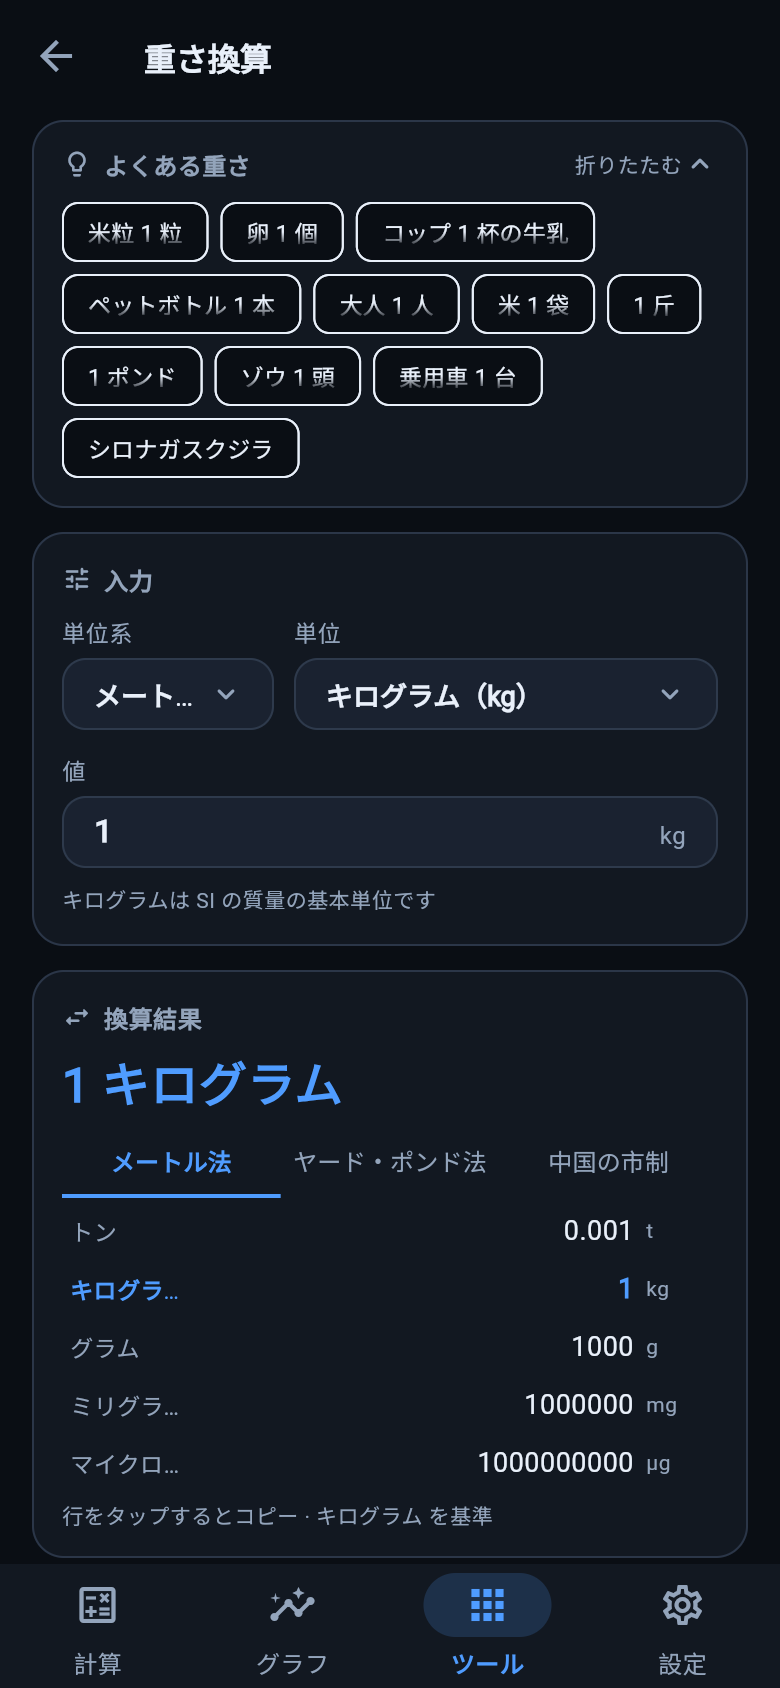 重さ換算
よくある重さ 折りたたむ
米粒 1 粒 卵 1 個 コップ 1 杯の牛乳
ペットボトル 1 本 大人 1 人 米 1 袋 1 斤
1 ポンド ゾウ 1 頭 乗用車 1 台
シロナガスクジラ
入力
単位系 単位
メート... キログラム（kg）
値
1 kg
キログラムは SI の質量の基本単位です
換算結果
1 キログラム
メートル法 ヤード・ポンド法 中国の市制
トン 0.001 t
キログラ... 1 kg
グラム 1000 g
ミリグラ... 1000000 mg
マイクロ... 1000000000 μg
行をタップするとコピー · キログラム を基準
計算 グラフ ツール 設定